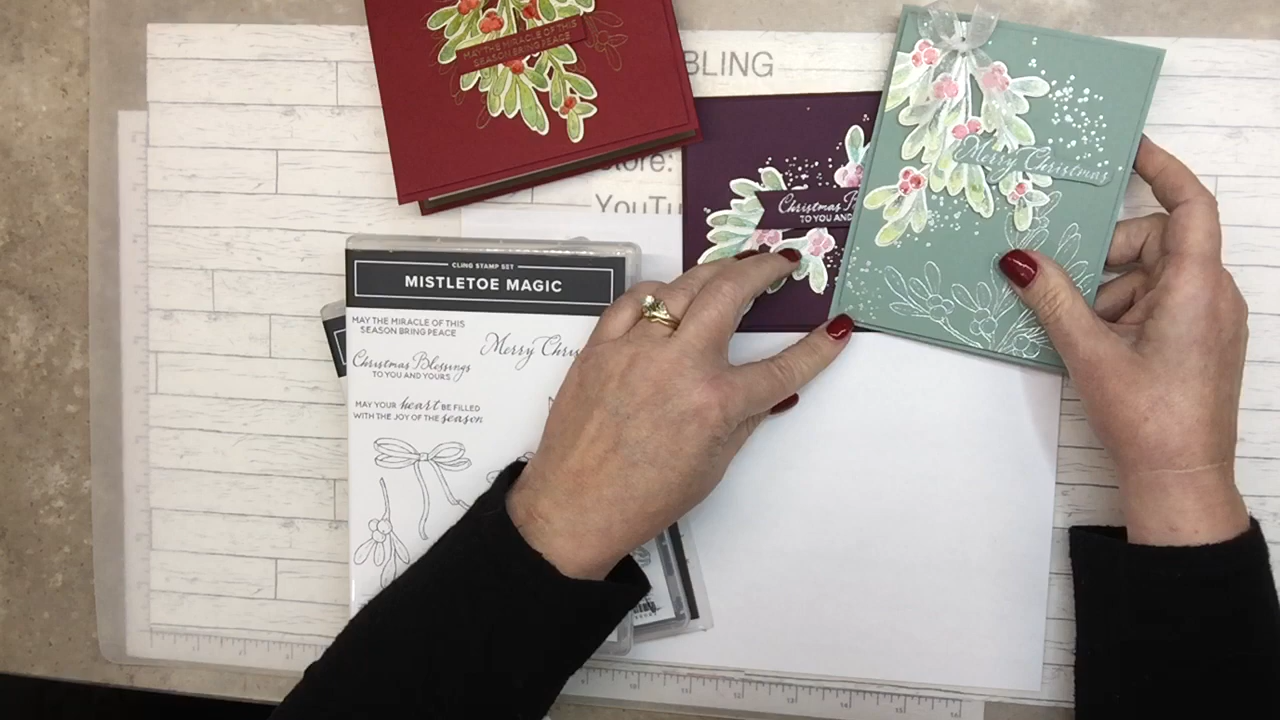 MAY THE MIRACLE OF THIS
SEASON BRING PEACE
BLING
Store:
YouTu
Merry Christmas
Christmas B
TO YOU AND
CLING STAMP SET
MISTLETOE MAGIC
MAY THE MIRACLE OF THIS
SEASON BRING PEACE
Merry Chris
Christmas Blessings
TO YOU AND YOURS
MAY YOUR heart BE FILLED
WITH THE JOY OF THE season